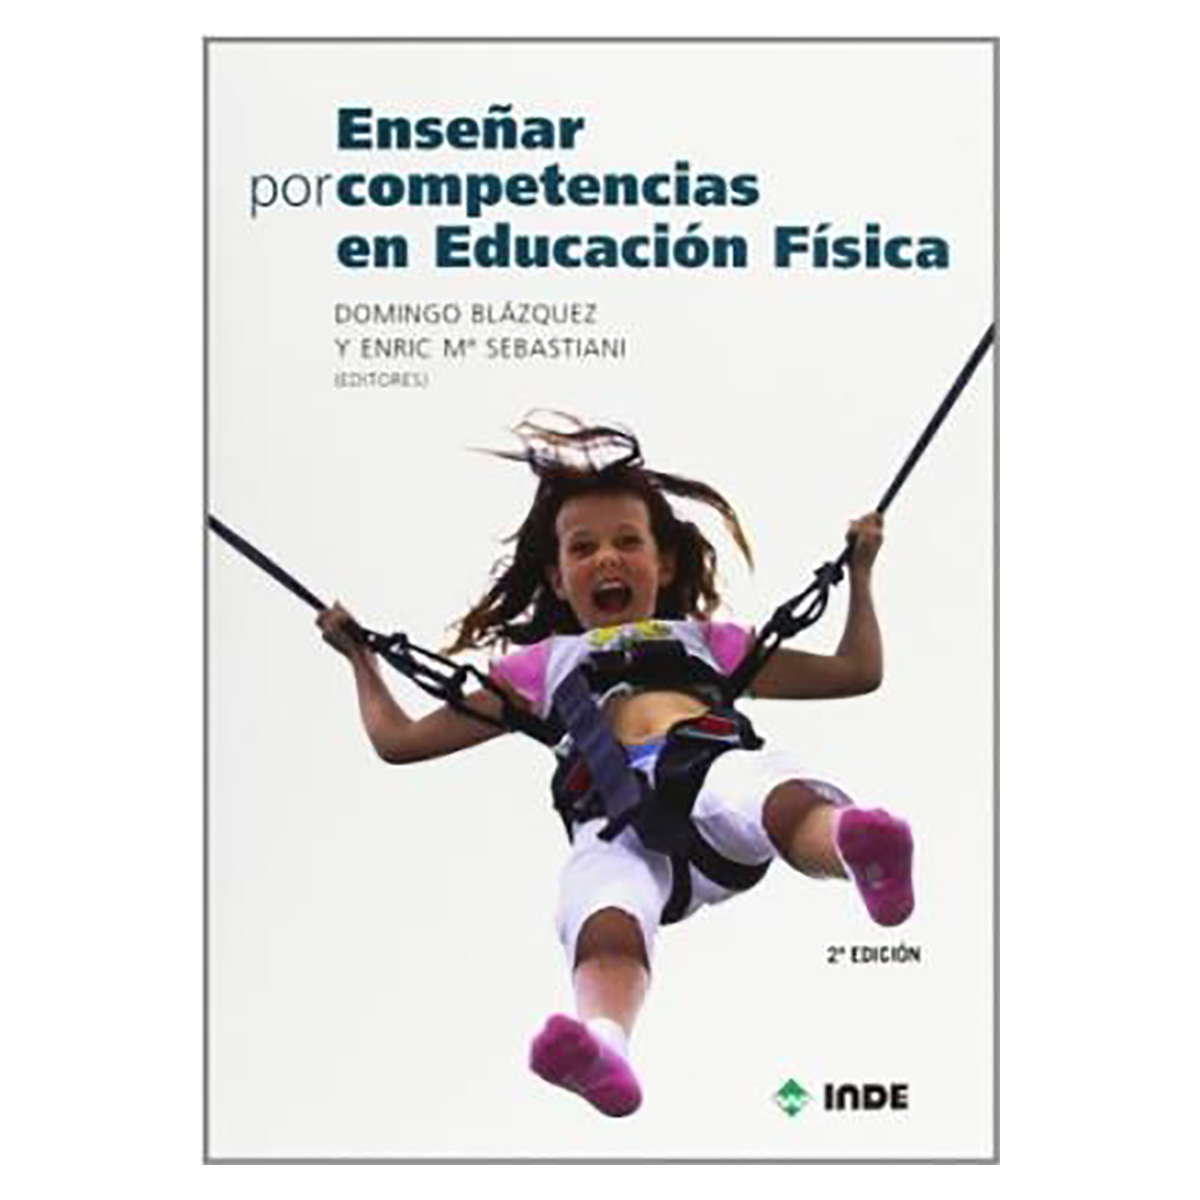 Enseñar
por competencias
en Educación Física
DOMINGO BLÁZQUEZ
Y ENRIC Mª SEBASTIANI
(EDITORES)
2ª EDICIÓN
INDE